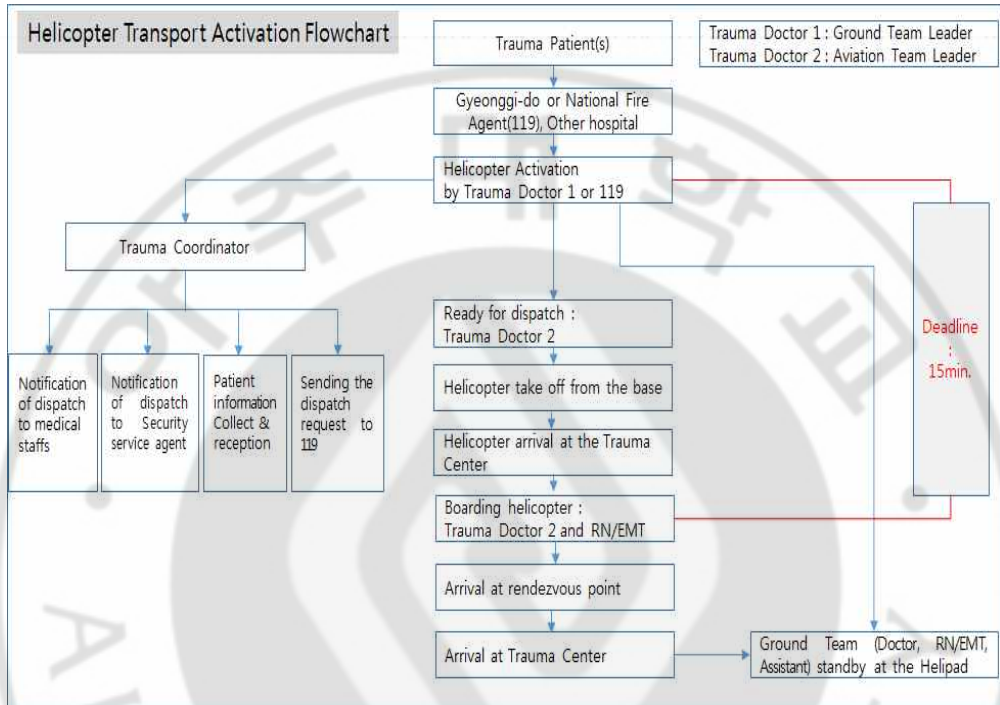 Helicopter Transport Activation Flowchart
Trauma Doctor 1 : Ground Team Leader
Trauma Doctor 2 : Aviation Team Leader
Trauma Patient(s)
Gyeonggi-do or National Fire
Agent(119), Other hospital
Helicopter Activation
by Trauma Doctor 1 or 119
Trauma Coordinator
Notification
of dispatch
to medical
staffs
Notification
of dispatch
to Security
service agent
Patient
information
Collect &
reception
Sending the
dispatch
request to
119
Ready for dispatch :
Trauma Doctor 2
Helicopter take off from the base
Helicopter arrival at the Trauma
Center
Boarding helicopter :
Trauma Doctor 2 and RN/EMT
Arrival at rendezvous point
Arrival at Trauma Center
Deadline
:
15min.
Ground Team (Doctor, RN/EMT,
Assistant) standby at the Helipad
아주대학교